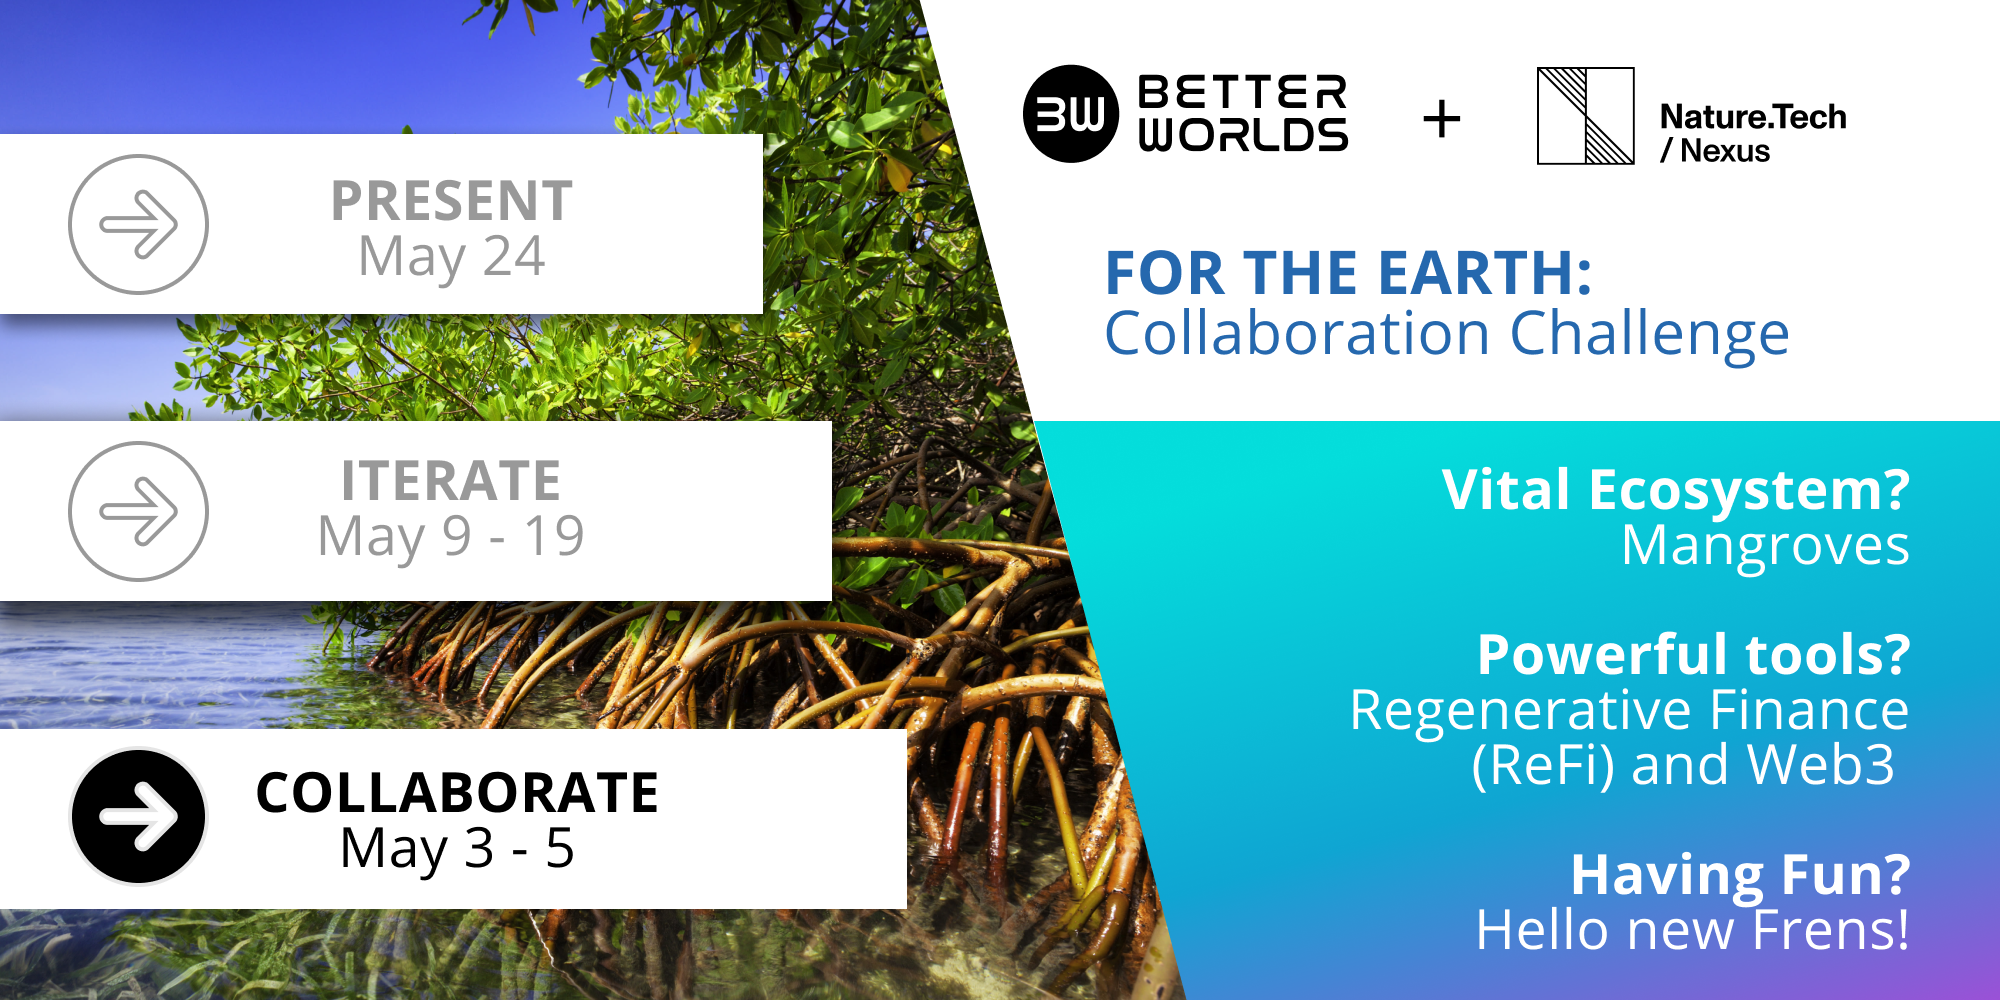 PRESENT
May 24
ITERATE
May 9 - 19
COLLABORATE
May 3 - 5
BW BETTER
WORLDS
+
Nature.Tech
/ Nexus
FOR THE EARTH:
Collaboration Challenge
Vital Ecosystem?
Mangroves
Powerful tools?
Regenerative Finance
(ReFi) and Web3
Having Fun?
Hello new Frens!